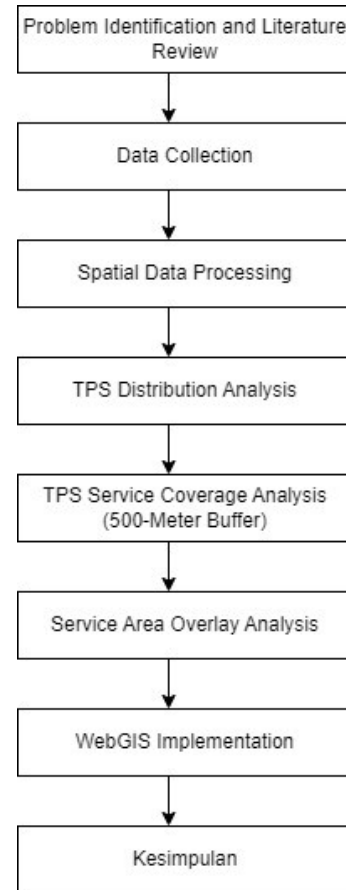 Problem Identification and Literature
Review
Data Collection
Spatial Data Processing
TPS Distribution Analysis
TPS Service Coverage Analysis
(500-Meter Buffer)
Service Area Overlay Analysis
WebGIS Implementation
Kesimpulan